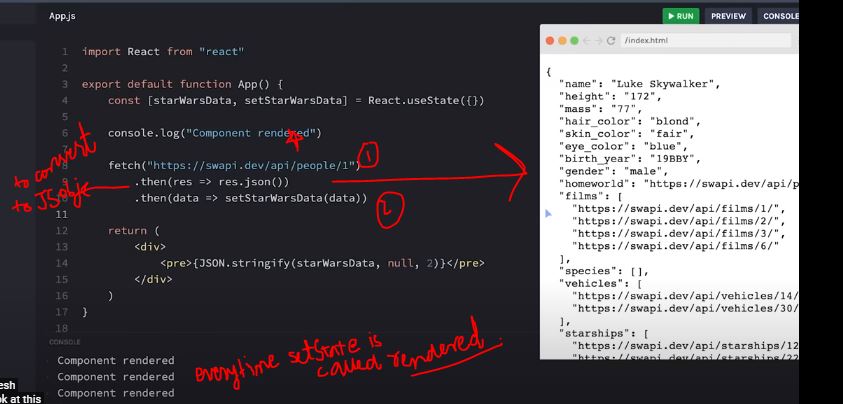 App.js
RUN
PREVIEW
CONSOLE
/index.html
1 import React from "react"
2
3 export default function App() {
4 const [starWarsData, setStarWarsData] = React.useState({})
5
6 console.log("Component rendered")
7
8 fetch("https://swapi.dev/api/people/1")
9 .then(res => res.json())
.then(data => setStarWarsData(data))
11
12 return (
13 <div>
14 <pre>{JSON.stringify(starWarsData, null, 2)}</pre>
15 </div>
16 )
17 }
18
1
2
to convert
to JSobj
CONSOLE
Component rendered
Component rendered
Component rendered
everytime setState is
called rendered.
esh
ok at this
{
"name": "Luke Skywalker",
"height": "172",
"mass": "77",
"hair_color": "blond",
"skin_color": "fair",
"eye_color": "blue",
"birth_year": "19BBY",
"gender": "male",
"homeworld": "https://swapi.dev/api/p
"films": [
"https://swapi.dev/api/films/1/",
"https://swapi.dev/api/films/2/",
"https://swapi.dev/api/films/3/",
"https://swapi.dev/api/films/6/"
],
"species": [],
"vehicles": [
"https://swapi.dev/api/vehicles/14/
"https://swapi.dev/api/vehicles/30/
],
"starships": [
"https://swapi.dev/api/starships/12
"https://swapi.dev/api/starships/22